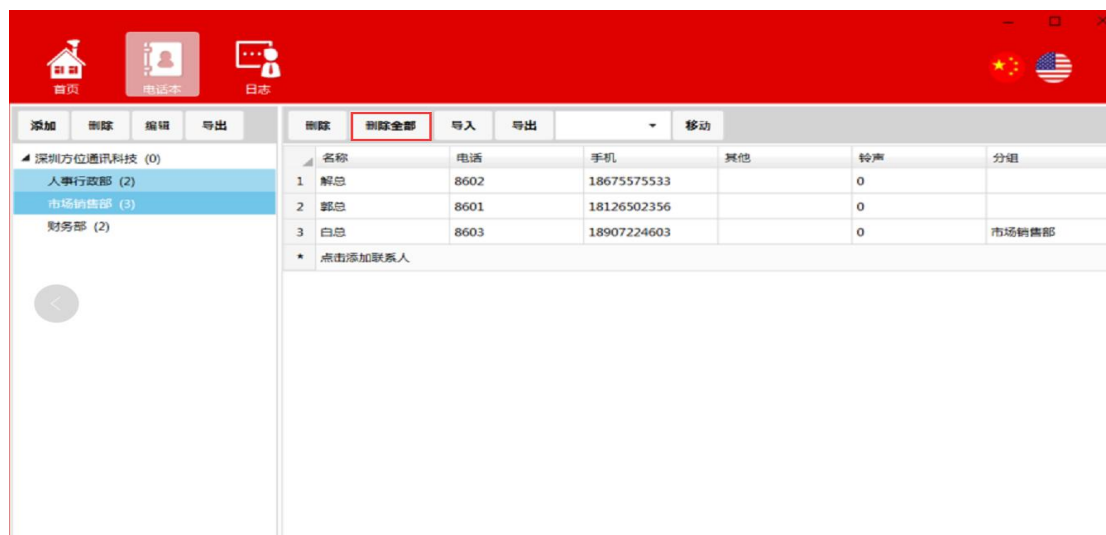 首页 电话本 日志
添加 删除 编辑 导出 删除 删除全部 导入 导出 移动
深圳方位通讯科技 (0)
人事行政部 (2)
市场销售部 (3)
财务部 (2)
名称 电话 手机 其他 铃声 分组
1 解总 8602 18675575533 0
2 郭总 8601 18126502356 0
3 白总 8603 18907224603 0 市场销售部
* 点击添加联系人